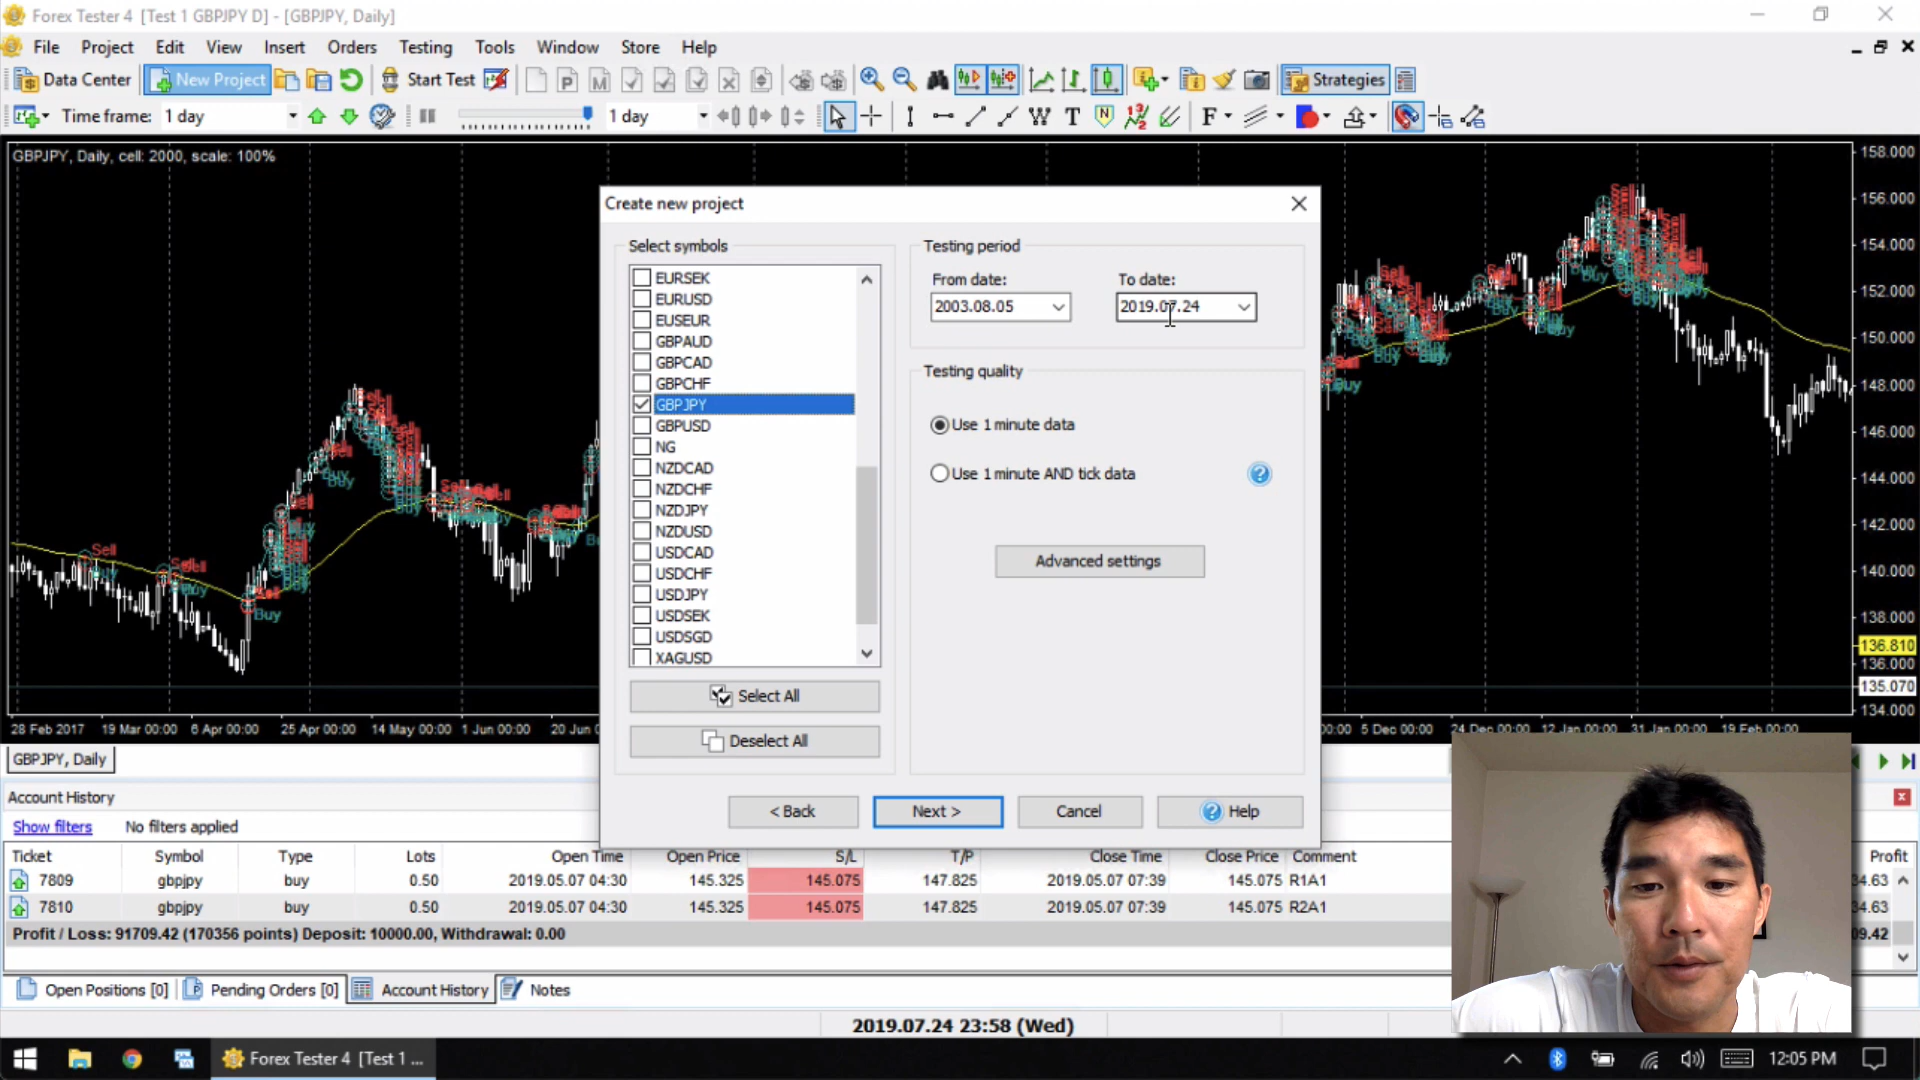 Forex Tester 4 [Test 1 GBPJPY D] - [GBPJPY, Daily]
File Project Edit View Insert Orders Testing Tools Window Store Help
Data Center New Project Start Test Strategies
Time frame: 1 day 1 day
GBPJPY, Daily, cell: 2000, scale: 100%
158.000
156.000
154.000
152.000
150.000
148.000
146.000
144.000
142.000
140.000
138.000
136.810
136.000
135.070
134.000
Create new project
Select symbols
EURSEK
EURUSD
EUSEUR
GBPAUD
GBPCAD
GBPCHF
GBPJPY
GBPUSD
NG
NZDCAD
NZDCHF
NZDJPY
NZDUSD
USDCAD
USDCHF
USDJPY
USDSEK
USDSGD
XAGUSD
Select All
Deselect All
Testing period
From date: To date:
2003.08.05 2019.07.24
Testing quality
Use 1 minute data
Use 1 minute AND tick data
Advanced settings
< Back Next > Cancel Help
28 Feb 2017 19 Mar 00:00 6 Apr 00:00 25 Apr 00:00 14 May 00:00 1 Jun 00:00 20 Jun 00:00 5 Dec 00:00 24 Dec 00:00 12 Jan 00:00 31 Jan 00:00 19 Feb 00:00
GBPJPY, Daily
Account History
Show filters No filters applied
Ticket Symbol Type Lots Open Time Open Price S/L T/P Close Time Close Price Comment Profit
7809 gbpjpy buy 0.50 2019.05.07 04:30 145.325 145.075 147.825 2019.05.07 07:39 145.075 R1A1 34.63
7810 gbpjpy buy 0.50 2019.05.07 04:30 145.325 145.075 147.825 2019.05.07 07:39 145.075 R2A1 34.63
Profit / Loss: 91709.42 (170356 points) Deposit: 10000.00, Withdrawal: 0.00 09.42
Open Positions [0] Pending Orders [0] Account History Notes
2019.07.24 23:58 (Wed)
Forex Tester 4 [Test 1 ... 12:05 PM